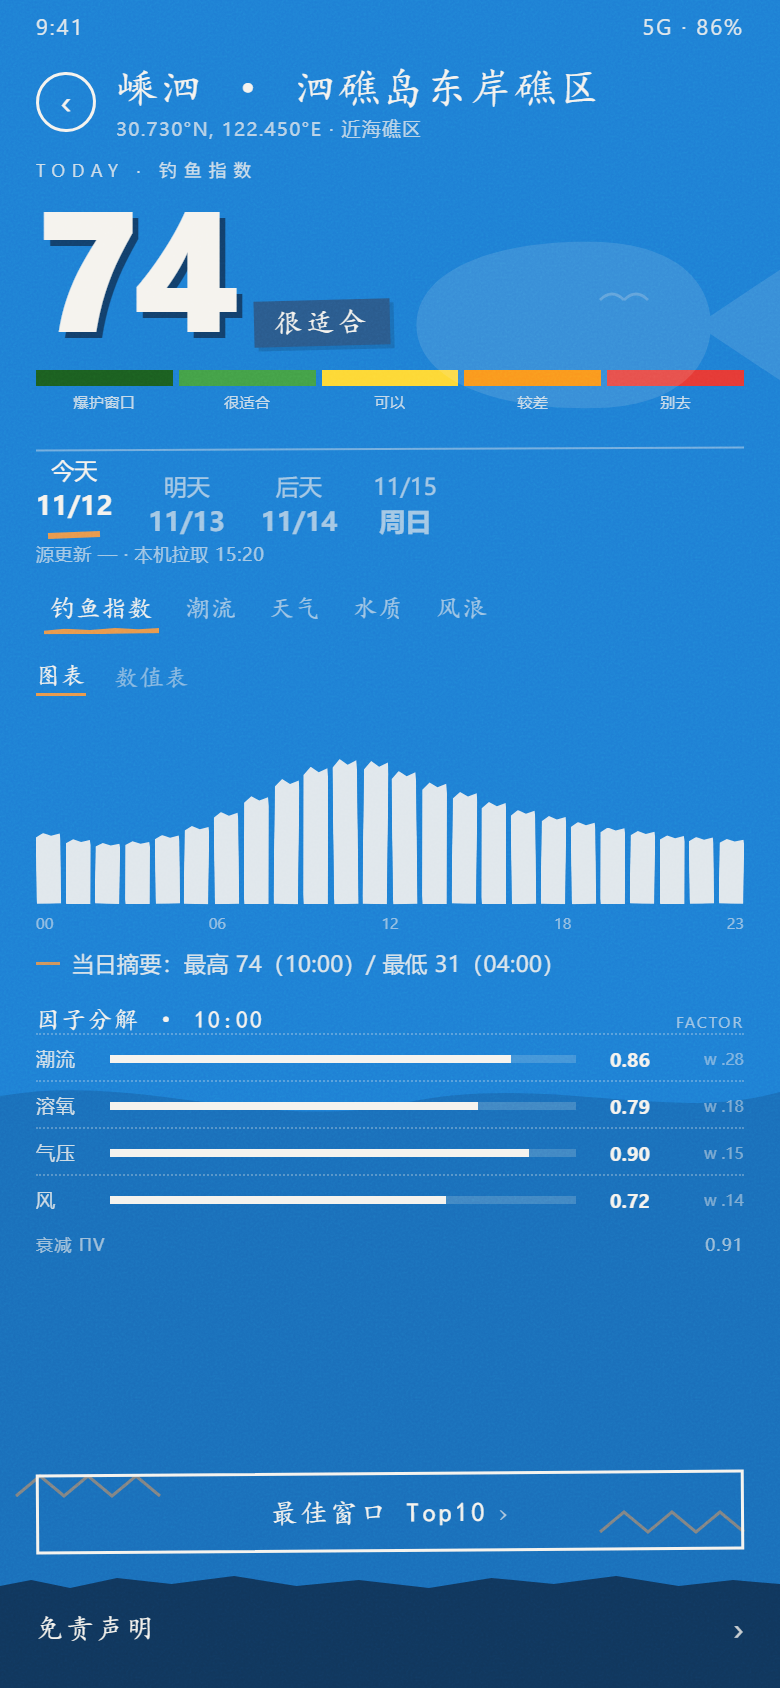 9:41 5G · 86%
‹ 嵊泗 · 泗礁岛东岸礁区
30.730°N, 122.450°E · 近海礁区
TODAY · 钓鱼指数
74 很适合
爆护窗口 很适合 可以 较差 别去
今天 明天 后天 11/15
11/12 11/13 11/14 周日
源更新 — · 本机拉取 15:20
钓鱼指数 潮流 天气 水质 风浪
图表 数值表
00 06 12 18 23
当日摘要：最高 74（10:00）/ 最低 31（04:00）
因子分解 · 10:00 FACTOR
潮流 0.86 w .28
溶氧 0.79 w .18
气压 0.90 w .15
风 0.72 w .14
衰减 ΠV 0.91
最佳窗口 Top10 ›
免责声明 ›